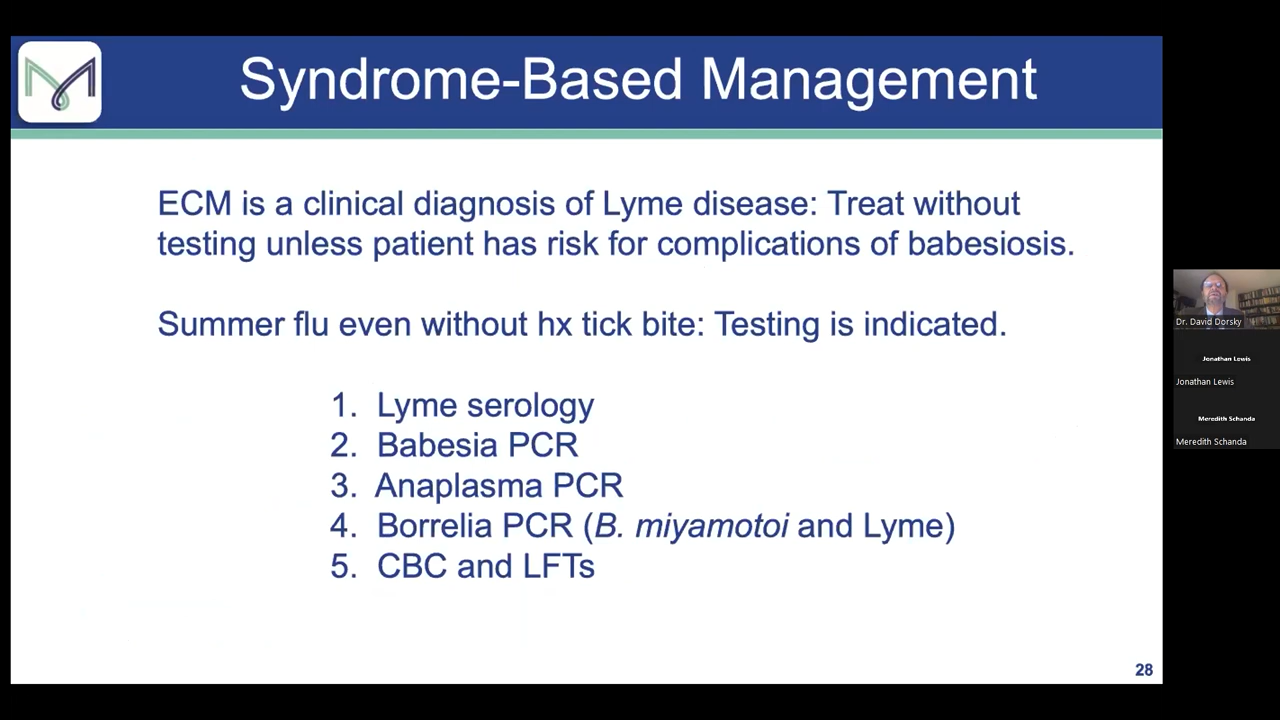 Syndrome-Based Management
ECM is a clinical diagnosis of Lyme disease: Treat without
testing unless patient has risk for complications of babesiosis.
Summer flu even without hx tick bite: Testing is indicated.
1. Lyme serology
2. Babesia PCR
3. Anaplasma PCR
4. Borrelia PCR (B. miyamotoi and Lyme)
5. CBC and LFTs
28
Dr. David Dorsky
Jonathan Lewis
Jonathan Lewis
Meredith Schanda
Meredith Schanda